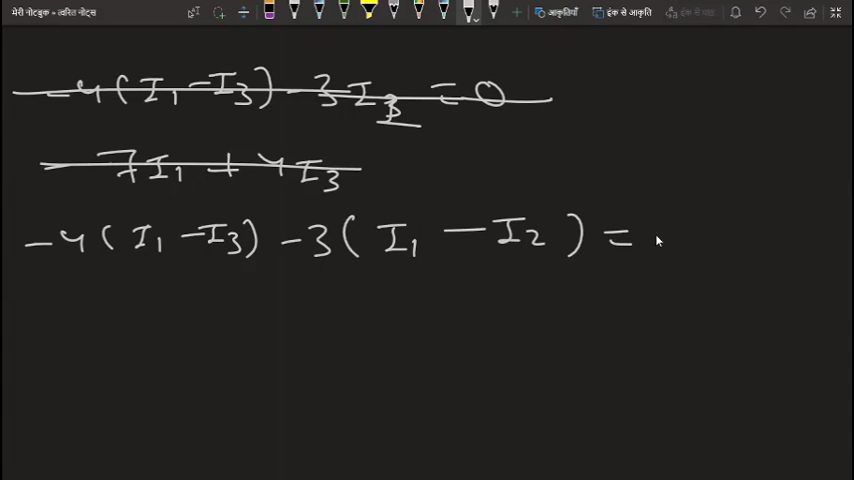 मेरी नोटबुक » त्वरित नोट्स आकृतियाँ इंक से आकृति इंक से पाठ
-4(I₁-I₃)-3I₃=0
-7I₁+4I₃
-4(I₁-I₃)-3(I₁-I₂)=